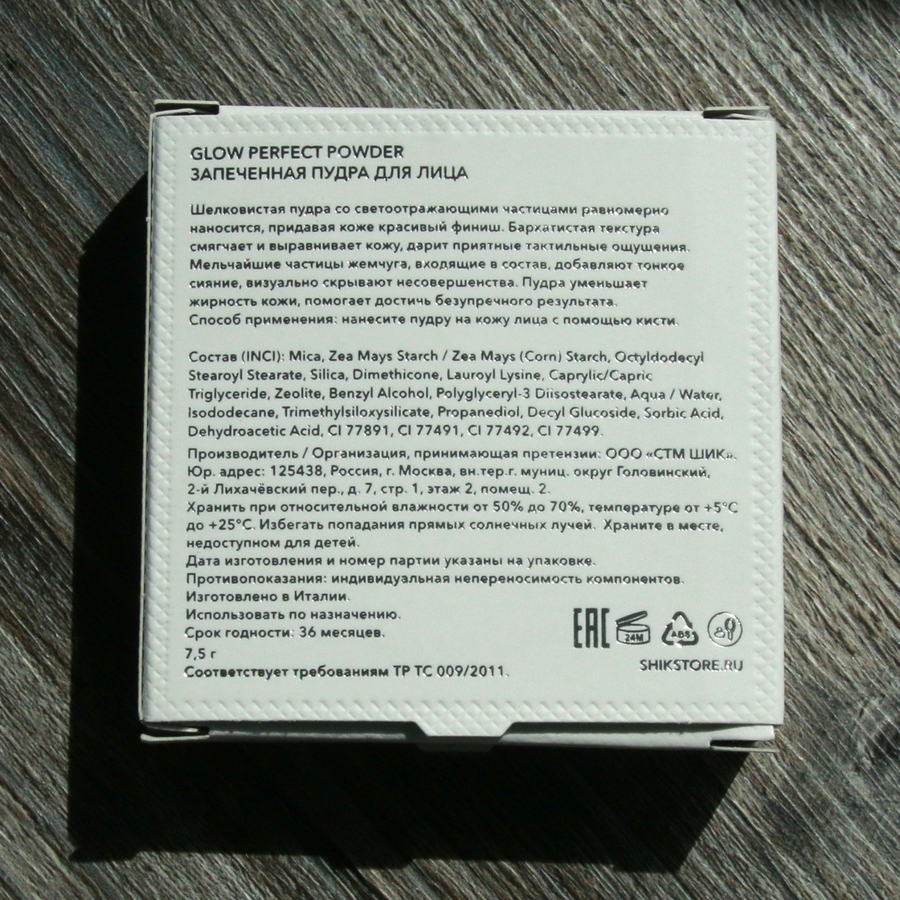 GLOW PERFECT POWDER
ЗАПЕЧЕННАЯ ПУДРА ДЛЯ ЛИЦА
Шелковистая пудра со светоотражающими частицами равномерно
наносится, придавая коже красивый финиш. Бархатистая текстура
смягчает и выравнивает кожу, дарит приятные тактильные ощущения.
Мельчайшие частицы жемчуга, входящие в состав, добавляют тонкое
сияние, визуально скрывают несовершенства. Пудра уменьшает
жирность кожи, помогает достичь безупречного результата.
Способ применения: нанесите пудру на кожу лица с помощью кисти.
Состав (INCI): Mica, Zea Mays Starch / Zea Mays (Corn) Starch, Octyldodecyl
Stearoyl Stearate, Silica, Dimethicone, Lauroyl Lysine, Caprylic/Capric
Triglyceride, Zeolite, Benzyl Alcohol, Polyglyceryl-3 Diisostearate, Aqua / Water,
Isododecane, Trimethylsiloxysilicate, Propanediol, Decyl Glucoside, Sorbic Acid,
Dehydroacetic Acid, CI 77891, CI 77491, CI 77492, CI 77499.
Производитель / Организация, принимающая претензии: ООО «СТМ ШИК».
Юр. адрес: 125438, Россия, г. Москва, вн.тер.г. муниц. округ Головинский,
2-й Лихачёвский пер., д. 7, стр. 1, этаж 2, помещ. 2.
Хранить при относительной влажности от 50% до 70%, температуре от +5°C
до +25°C. Избегать попадания прямых солнечных лучей. Храните в месте,
недоступном для детей.
Дата изготовления и номер партии указаны на упаковке.
Противопоказания: индивидуальная непереносимость компонентов.
Изготовлено в Италии.
Использовать по назначению.
Срок годности: 36 месяцев.
7,5 г
Соответствует требованиям ТР ТС 009/2011.
EAC 24M ABS
SHIKSTORE.RU